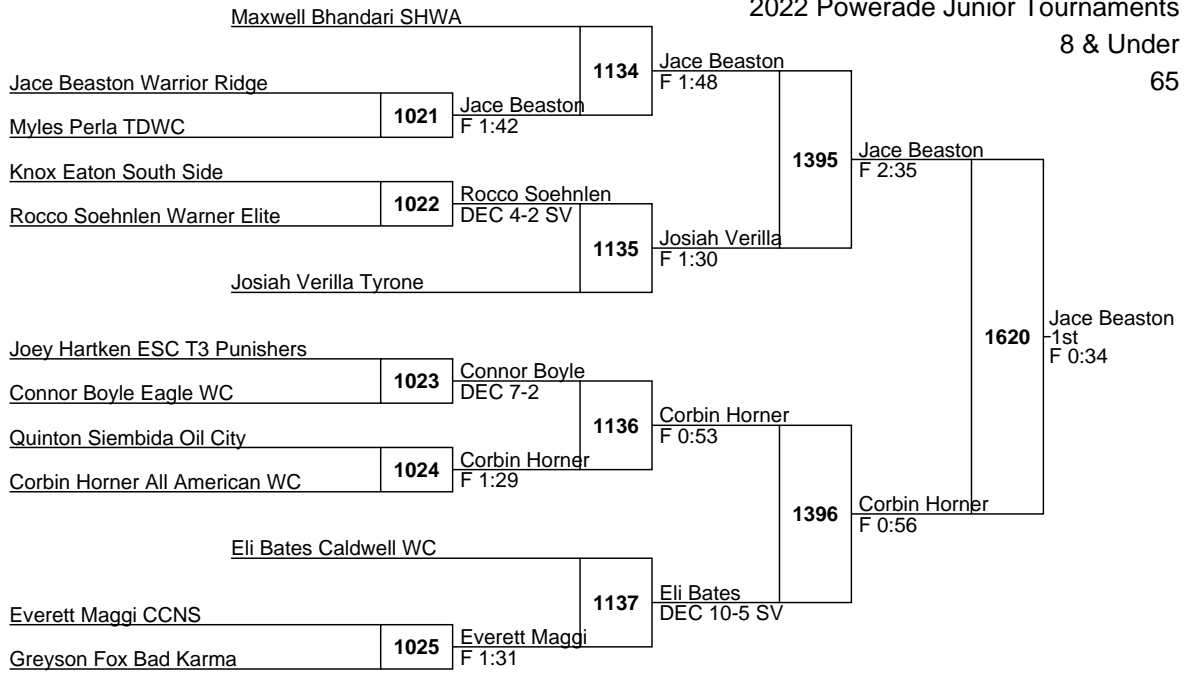 2022 Powerade Junior Tournaments
8 & Under
65
Maxwell Bhandari SHWA
1134
Jace Beaston
F 1:48
Jace Beaston Warrior Ridge
1021
Jace Beaston
F 1:42
Myles Perla TDWC
1395
Jace Beaston
F 2:35
Knox Eaton South Side
1022
Rocco Soehnlen
DEC 4-2 SV
Rocco Soehnlen Warner Elite
1135
Josiah Verilla
F 1:30
Josiah Verilla Tyrone
1620
Jace Beaston
1st
F 0:34
Joey Hartken ESC T3 Punishers
1023
Connor Boyle
DEC 7-2
Connor Boyle Eagle WC
1136
Corbin Horner
F 0:53
Quinton Siembida Oil City
1024
Corbin Horner
F 1:29
Corbin Horner All American WC
1396
Corbin Horner
F 0:56
Eli Bates Caldwell WC
1137
Eli Bates
DEC 10-5 SV
Everett Maggi CCNS
1025
Everett Maggi
F 1:31
Greyson Fox Bad Karma